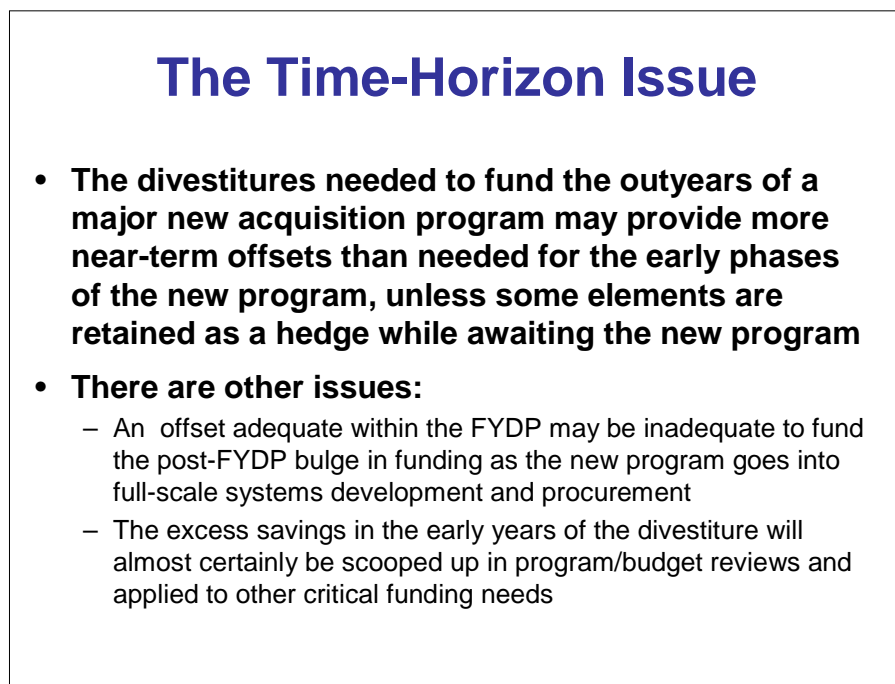 The Time-Horizon Issue
• The divestitures needed to fund the outyears of a
major new acquisition program may provide more
near-term offsets than needed for the early phases
of the new program, unless some elements are
retained as a hedge while awaiting the new program
• There are other issues:
– An offset adequate within the FYDP may be inadequate to fund
the post-FYDP bulge in funding as the new program goes into
full-scale systems development and procurement
– The excess savings in the early years of the divestiture will
almost certainly be scooped up in program/budget reviews and
applied to other critical funding needs